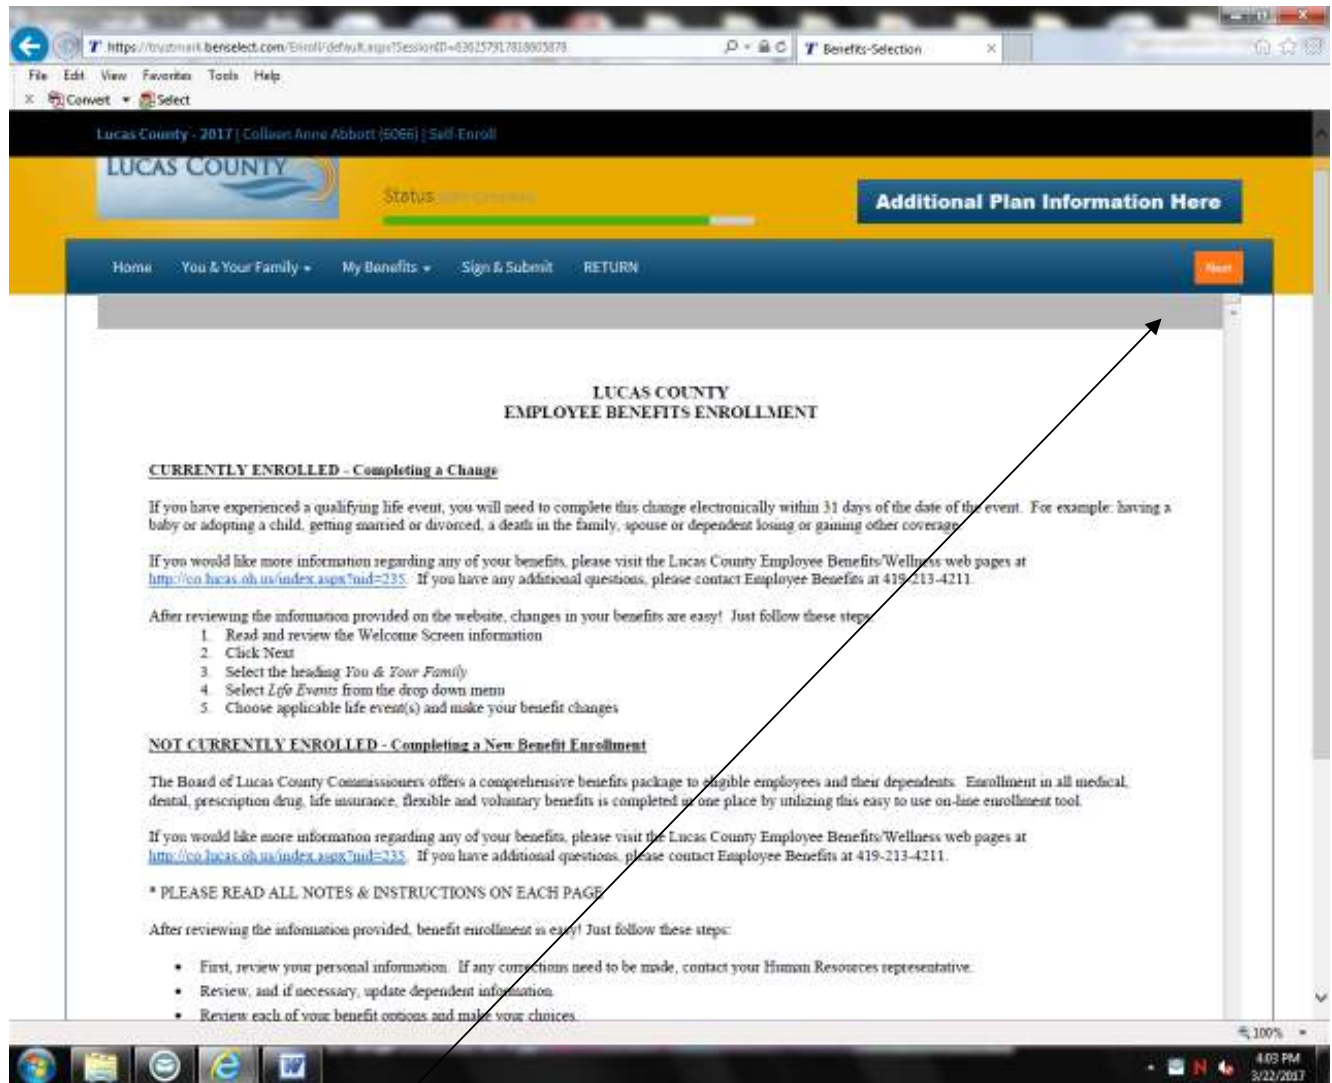 Benefits-Selection
File Edit View Favorites Tools Help
x Convert Select
Lucas County - 2017 | Colleen Anne Abbott (6066) | Self-Enroll
LUCAS COUNTY
Status
Additional Plan Information Here
Home You & Your Family My Benefits Sign & Submit RETURN Next
LUCAS COUNTY
EMPLOYEE BENEFITS ENROLLMENT
CURRENTLY ENROLLED - Completing a Change
If you have experienced a qualifying life event, you will need to complete this change electronically within 31 days of the date of the event. For example: having a
baby or adopting a child, getting married or divorced, a death in the family, spouse or dependent losing or gaining other coverage.
If you would like more information regarding any of your benefits, please visit the Lucas County Employee Benefits/Wellness web pages at
http://co.lucas.oh.us/index.aspx?nid=235. If you have any additional questions, please contact Employee Benefits at 419-213-4211.
After reviewing the information provided on the website, changes in your benefits are easy! Just follow these steps:
1. Read and review the Welcome Screen information
2. Click Next
3. Select the heading You & Your Family
4. Select Life Events from the drop down menu
5. Choose applicable life event(s) and make your benefit changes
NOT CURRENTLY ENROLLED - Completing a New Benefit Enrollment
The Board of Lucas County Commissioners offers a comprehensive benefits package to eligible employees and their dependents. Enrollment in all medical,
dental, prescription drug, life insurance, flexible and voluntary benefits is completed in one place by utilizing this easy to use on-line enrollment tool.
If you would like more information regarding any of your benefits, please visit the Lucas County Employee Benefits/Wellness web pages at
http://co.lucas.oh.us/index.aspx?nid=235. If you have additional questions, please contact Employee Benefits at 419-213-4211.
* PLEASE READ ALL NOTES & INSTRUCTIONS ON EACH PAGE
After reviewing the information provided, benefit enrollment is easy! Just follow these steps:
• First, review your personal information. If any corrections need to be made, contact your Human Resources representative.
• Review, and if necessary, update dependent information.
• Review each of your benefit options and make your choices.
100%
4:03 PM
3/22/2017